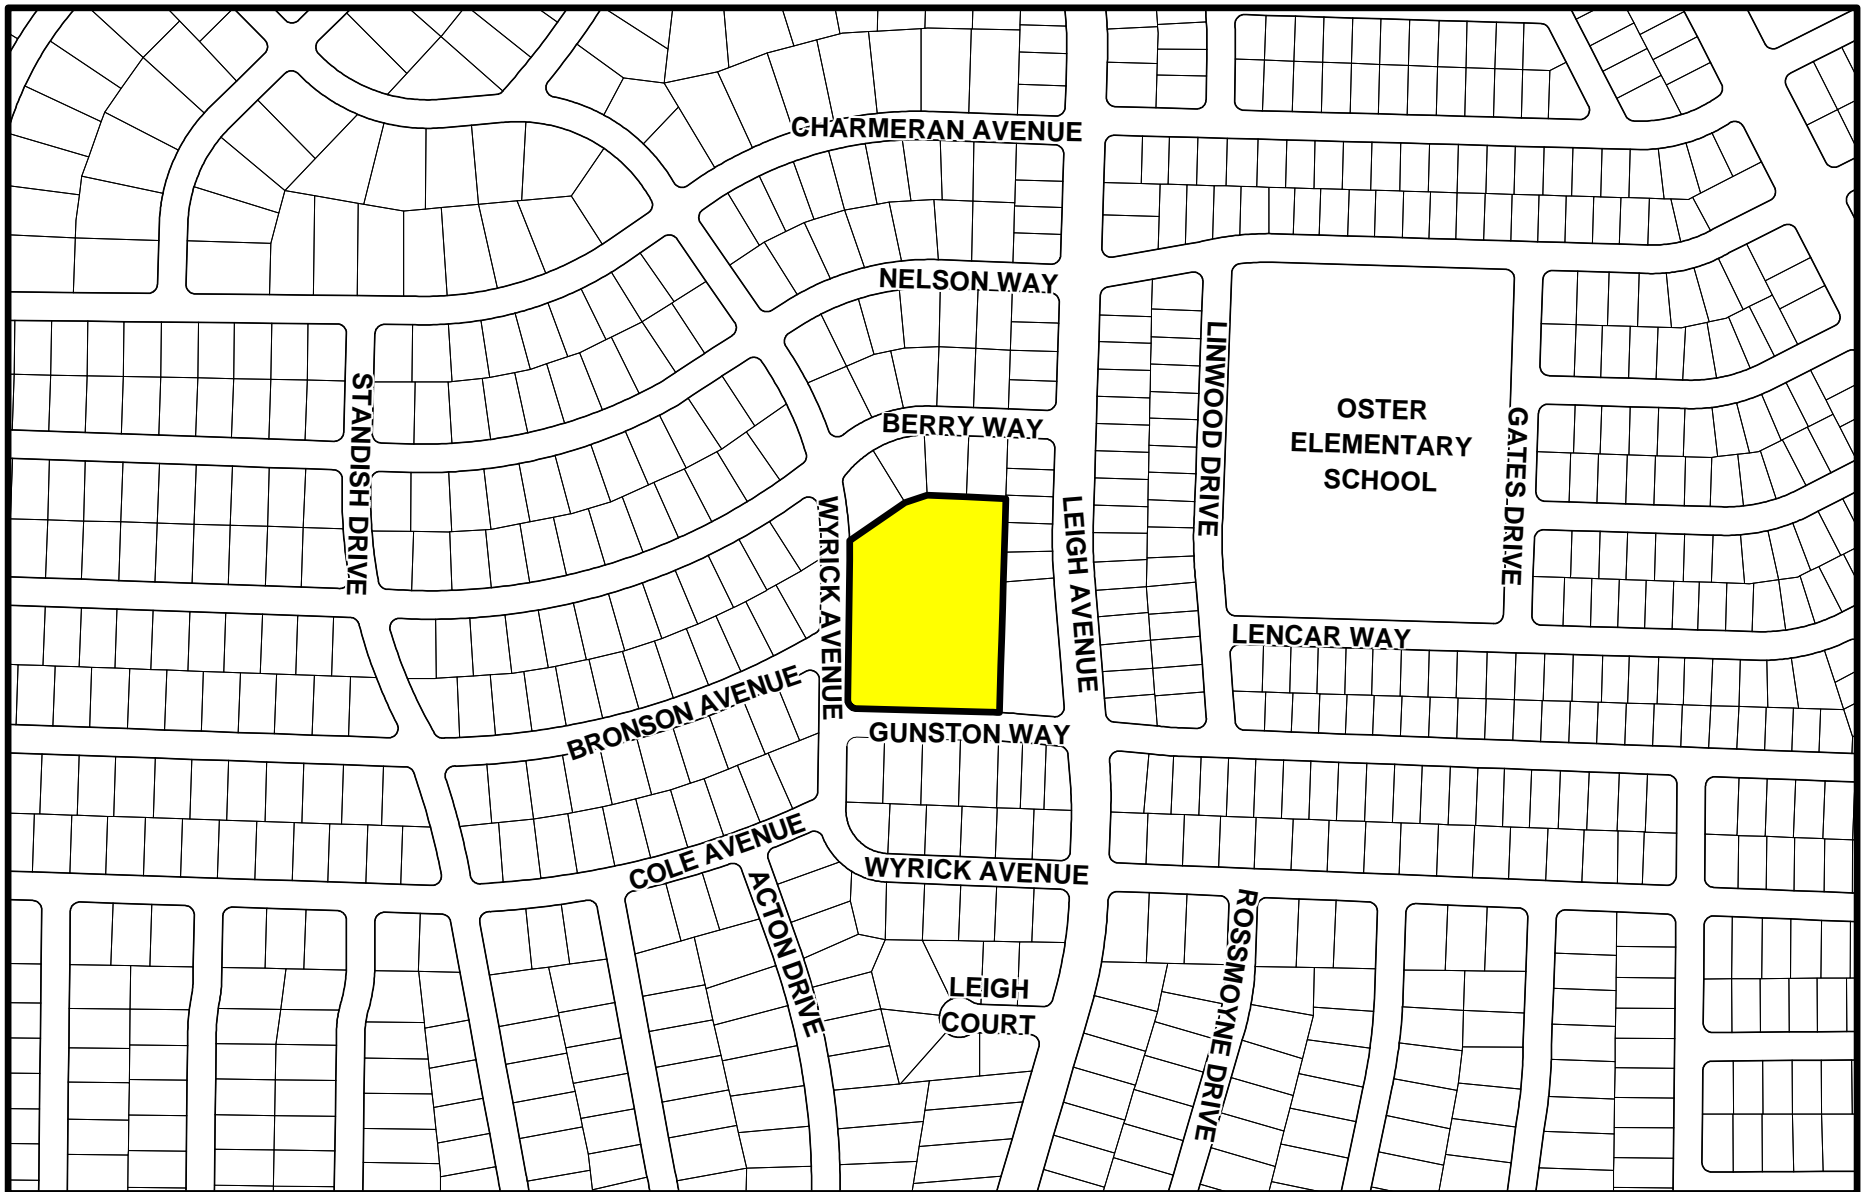 CHARMERAN AVENUE
NELSON WAY
LINWOOD DRIVE
STANDISH DRIVE
OSTER
ELEMENTARY
SCHOOL
GATES DRIVE
BERRY WAY
WYRICK AVENUE
LEIGH AVENUE
LENCAR WAY
BRONSON AVENUE
GUNSTON WAY
COLE AVENUE
WYRICK AVENUE
ACTON DRIVE
ROSSMOYNE DRIVE
LEIGH
COURT